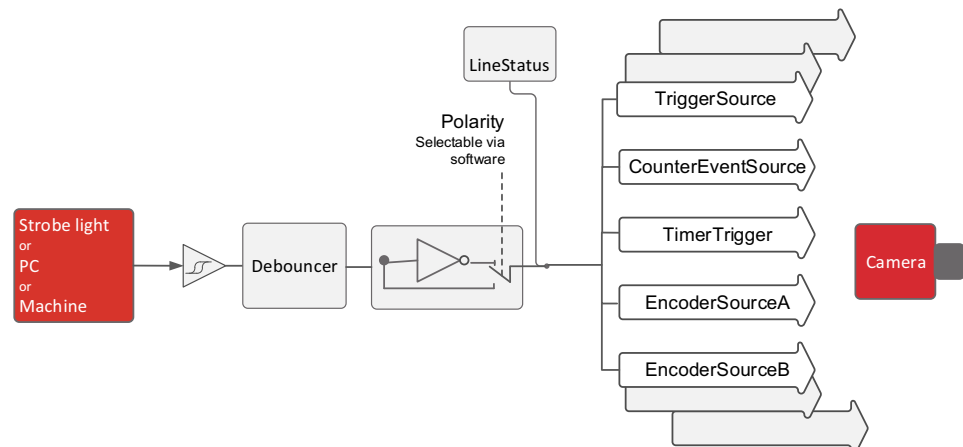 LineStatus
TriggerSource
Polarity
Selectable via
software
CounterEventSource
Strobe light
or
PC
or
Machine
Debouncer
TimerTrigger
Camera
EncoderSourceA
EncoderSourceB